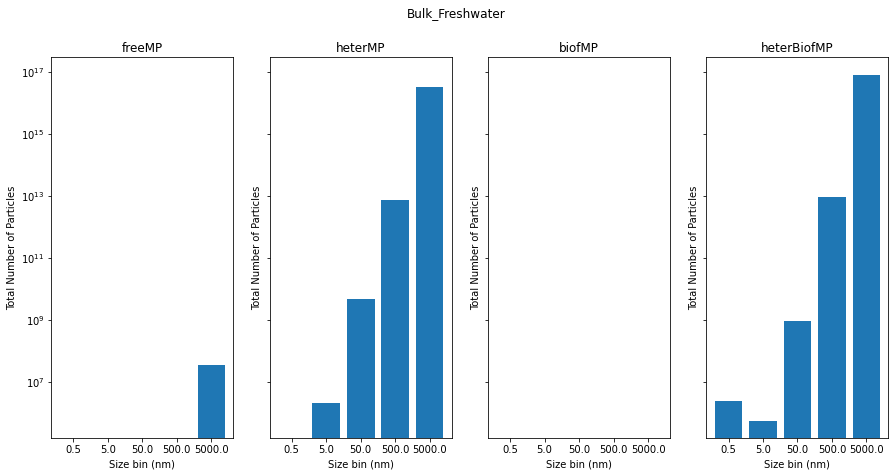 Bulk_Freshwater
freeMP
heterMP
biofMP
heterBiofMP
Total Number of Particles
10^17
10^15
10^13
10^11
10^9
10^7
0.5 5.0 50.0 500.0 5000.0
Size bin (nm)
Total Number of Particles
0.5 5.0 50.0 500.0 5000.0
Size bin (nm)
Total Number of Particles
0.5 5.0 50.0 500.0 5000.0
Size bin (nm)
Total Number of Particles
0.5 5.0 50.0 500.0 5000.0
Size bin (nm)